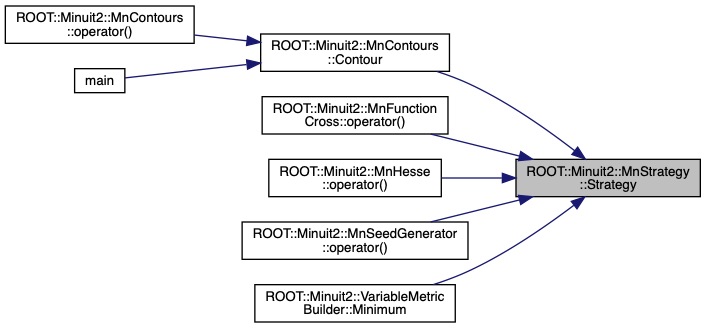 ROOT::Minuit2::MnContours
::operator()
main
ROOT::Minuit2::MnContours
::Contour
ROOT::Minuit2::MnFunction
Cross::operator()
ROOT::Minuit2::MnHesse
::operator()
ROOT::Minuit2::MnSeedGenerator
::operator()
ROOT::Minuit2::VariableMetric
Builder::Minimum
ROOT::Minuit2::MnStrategy
::Strategy